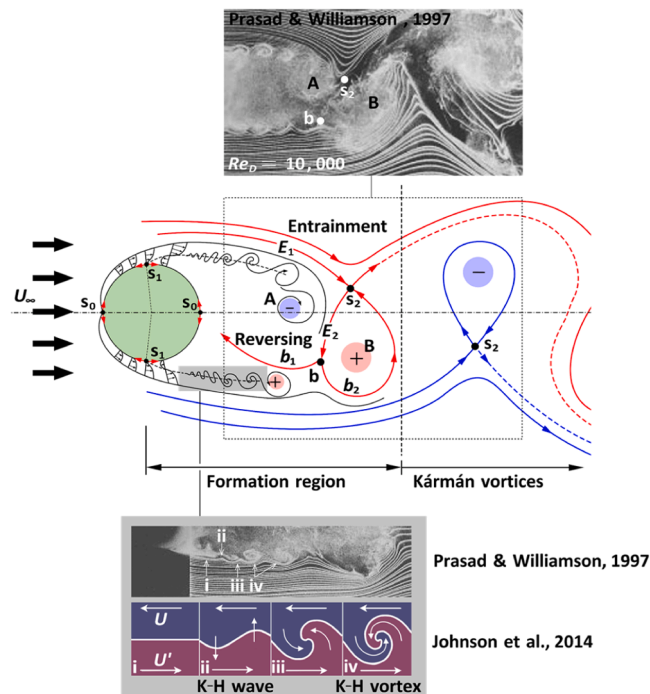 Prasad & Williamson, 1997
A
s₂
B
b
Re_D = 10,000
Entrainment
E₁
s₁
A
−
−
s₂
U∞
s₀
s₀
E₂
Reversing
B
s₂
b₁
+
s₁
b
b₂
+
Formation region
Kármán vortices
ii
i
iii
iv
Prasad & Williamson, 1997
U
U'
i
ii
iii
iv
Johnson et al., 2014
K-H wave
K-H vortex